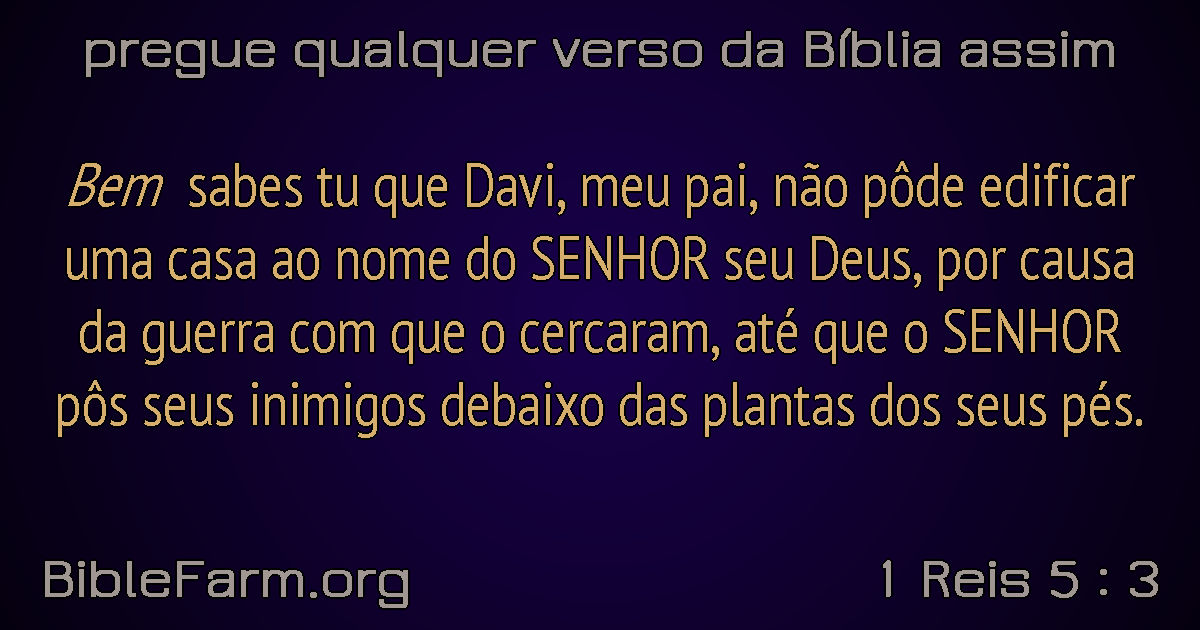 pregue qualquer verso da Bíblia assim
Bem sabes tu que Davi, meu pai, não pôde edificar
uma casa ao nome do SENHOR seu Deus, por causa
da guerra com que o cercaram, até que o SENHOR
pôs seus inimigos debaixo das plantas dos seus pés.
BibleFarm.org
1 Reis 5 : 3